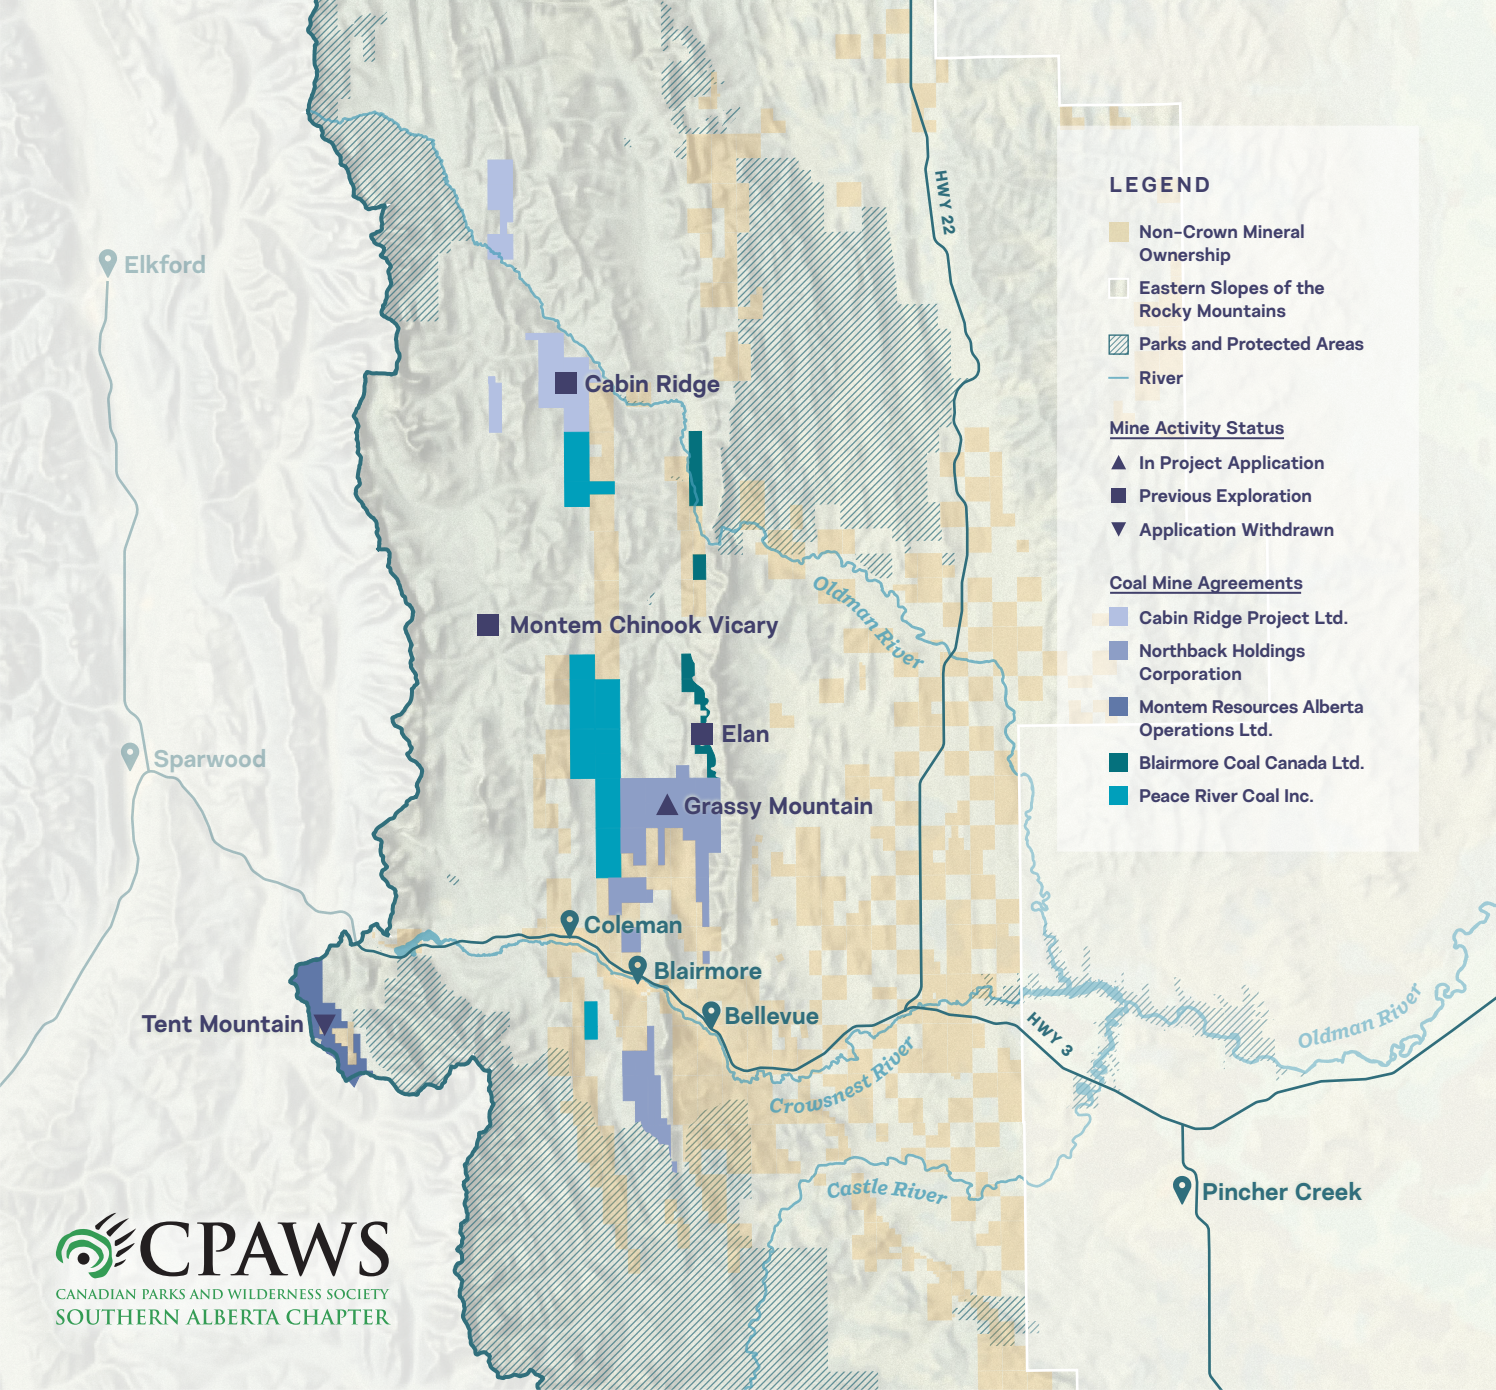 HWY 22
LEGEND
Non-Crown Mineral
Ownership
Eastern Slopes of the
Rocky Mountains
Parks and Protected Areas
River
Mine Activity Status
In Project Application
Previous Exploration
Application Withdrawn
Coal Mine Agreements
Cabin Ridge Project Ltd.
Northback Holdings
Corporation
Montem Resources Alberta
Operations Ltd.
Blairmore Coal Canada Ltd.
Peace River Coal Inc.
Elkford
Cabin Ridge
Oldman River
Montem Chinook Vicary
Elan
Sparwood
Grassy Mountain
Coleman
Blairmore
Bellevue
Tent Mountain
HWY 3
Oldman River
Crowsnest River
Castle River
Pincher Creek
CPAWS
CANADIAN PARKS AND WILDERNESS SOCIETY
SOUTHERN ALBERTA CHAPTER